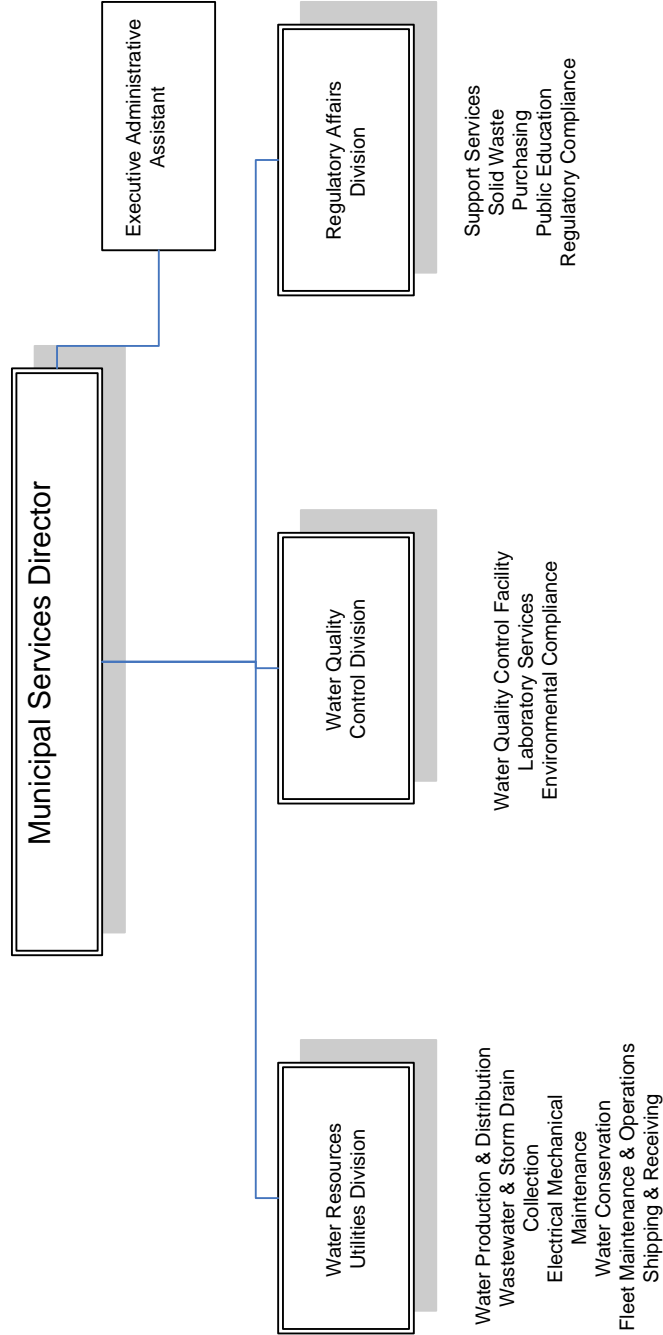 Municipal Services Director
Executive Administrative
Assistant
Water Resources
Utilities Division
Water Quality
Control Division
Regulatory Affairs
Division
Water Production & Distribution
Wastewater & Storm Drain
Collection
Electrical Mechanical
Maintenance
Water Conservation
Fleet Maintenance & Operations
Shipping & Receiving
Water Quality Control Facility
Laboratory Services
Environmental Compliance
Support Services
Solid Waste
Purchasing
Public Education
Regulatory Compliance